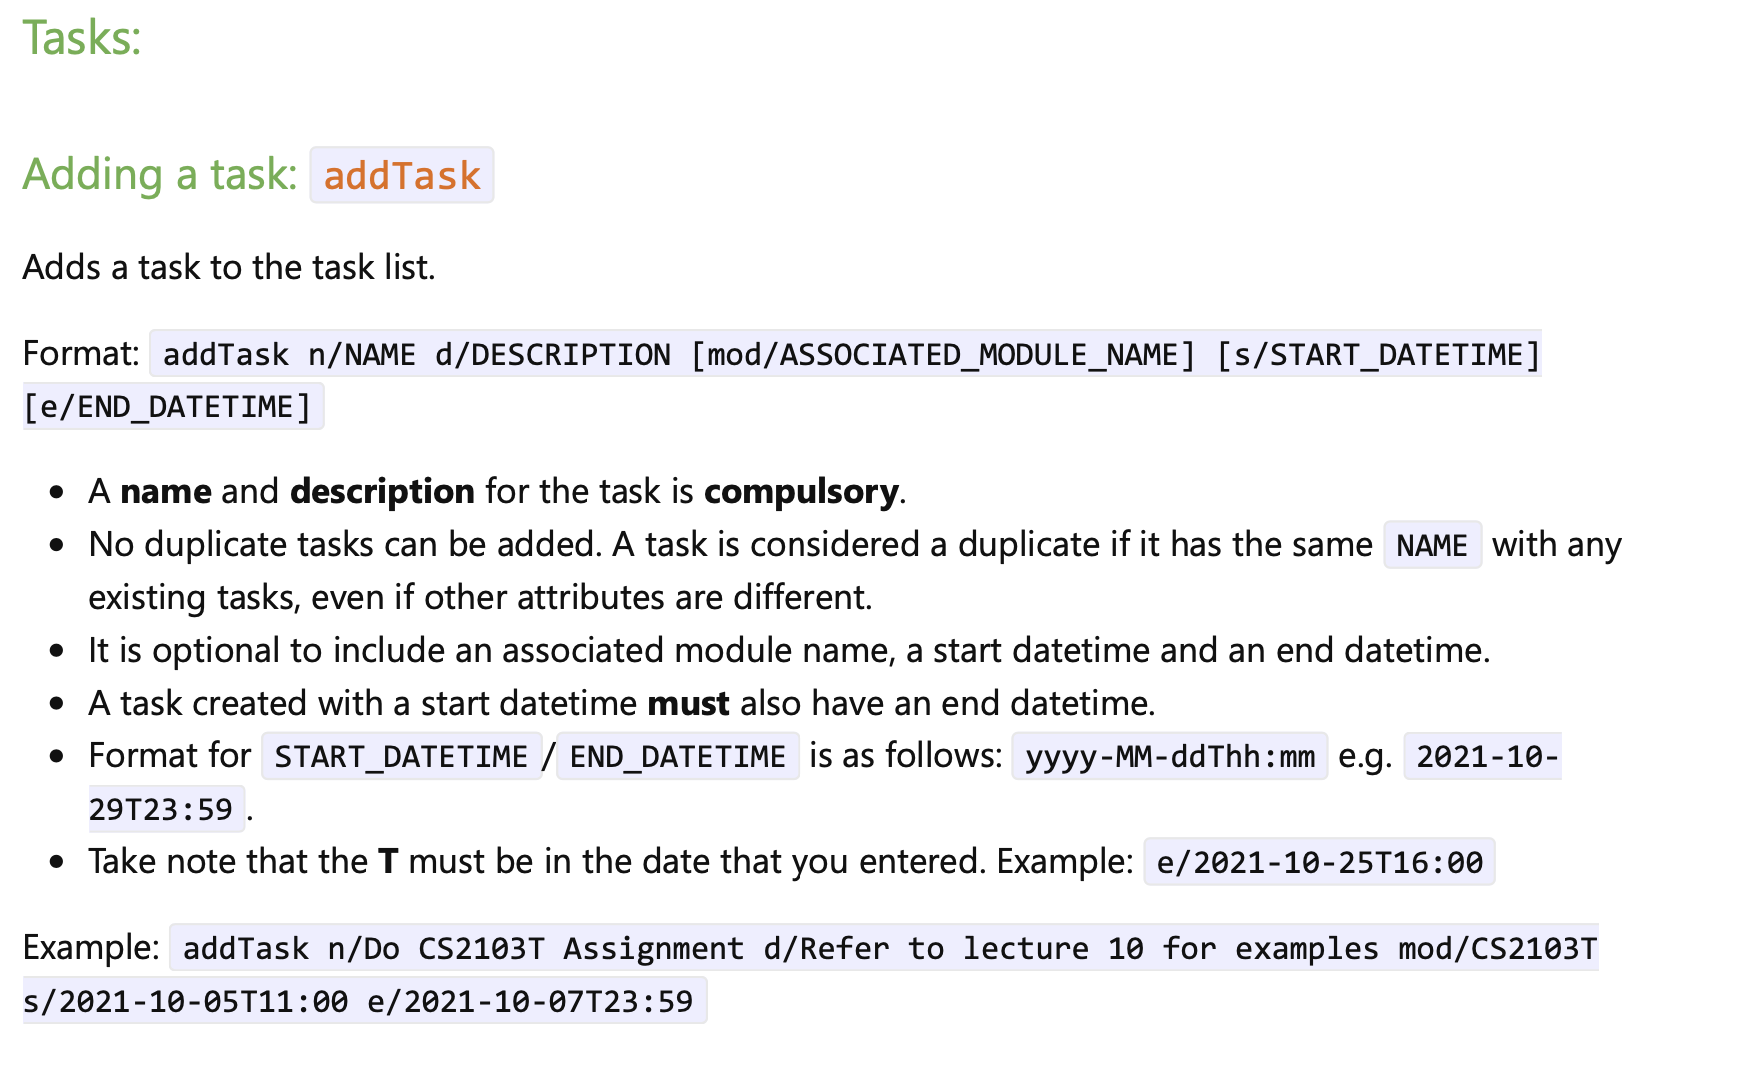 Tasks:
Adding a task: addTask
Adds a task to the task list.
Format: addTask n/NAME d/DESCRIPTION [mod/ASSOCIATED_MODULE_NAME] [s/START_DATETIME]
[e/END_DATETIME]
• A name and description for the task is compulsory.
• No duplicate tasks can be added. A task is considered a duplicate if it has the same NAME with any
existing tasks, even if other attributes are different.
• It is optional to include an associated module name, a start datetime and an end datetime.
• A task created with a start datetime must also have an end datetime.
• Format for START_DATETIME/END_DATETIME is as follows: yyyy-MM-ddThh:mm e.g. 2021-10-
29T23:59.
• Take note that the T must be in the date that you entered. Example: e/2021-10-25T16:00
Example: addTask n/Do CS2103T Assignment d/Refer to lecture 10 for examples mod/CS2103T
s/2021-10-05T11:00 e/2021-10-07T23:59